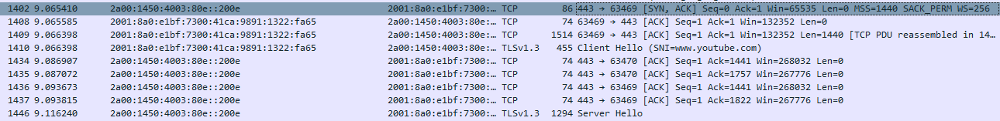 1402 9.065410 2a00:1450:4003:80e::200e 2001:8a0:e1bf:7300:… TCP 86 443 → 63469 [SYN, ACK] Seq=0 Ack=1 Win=65535 Len=0 MSS=1440 SACK_PERM WS=256
1408 9.065585 2001:8a0:e1bf:7300:41ca:9891:1322:fa65 2a00:1450:4003:80e::200e TCP 74 63469 → 443 [ACK] Seq=1 Ack=1 Win=132352 Len=0
1409 9.066398 2001:8a0:e1bf:7300:41ca:9891:1322:fa65 2a00:1450:4003:80e::200e TCP 1514 63469 → 443 [ACK] Seq=1 Ack=1 Win=132352 Len=1440 [TCP PDU reassembled in 14…
1410 9.066398 2001:8a0:e1bf:7300:41ca:9891:1322:fa65 2a00:1450:4003:80e::200e TLSv1.3 455 Client Hello (SNI=www.youtube.com)
1434 9.086907 2a00:1450:4003:80e::200e 2001:8a0:e1bf:7300:… TCP 74 443 → 63470 [ACK] Seq=1 Ack=1441 Win=268032 Len=0
1435 9.087072 2a00:1450:4003:80e::200e 2001:8a0:e1bf:7300:… TCP 74 443 → 63470 [ACK] Seq=1 Ack=1757 Win=267776 Len=0
1436 9.093673 2a00:1450:4003:80e::200e 2001:8a0:e1bf:7300:… TCP 74 443 → 63469 [ACK] Seq=1 Ack=1441 Win=268032 Len=0
1437 9.093815 2a00:1450:4003:80e::200e 2001:8a0:e1bf:7300:… TCP 74 443 → 63469 [ACK] Seq=1 Ack=1822 Win=267776 Len=0
1446 9.116240 2a00:1450:4003:80e::200e 2001:8a0:e1bf:7300:… TLSv1.3 1294 Server Hello